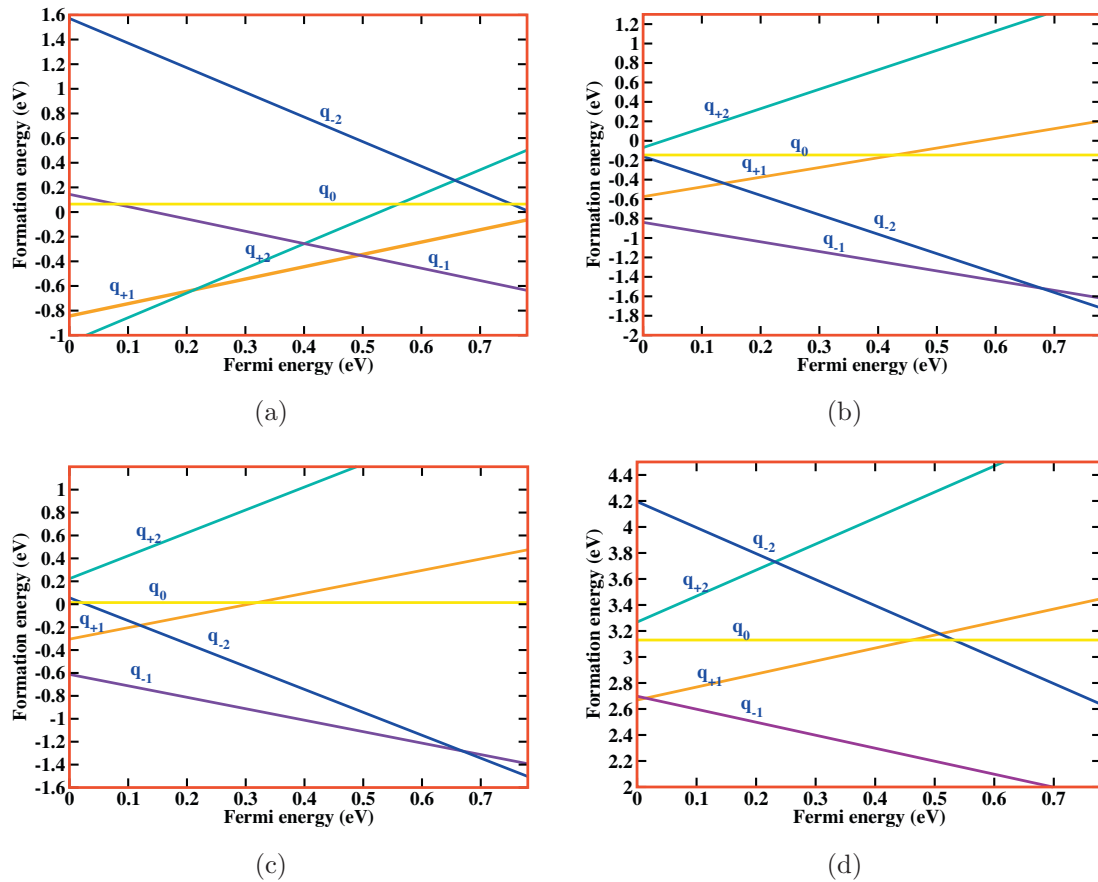 1.6
1.4
1.2
1
0.8
0.6
0.4
0.2
0
-0.2
-0.4
-0.6
-0.8
-1
Formation energy (eV)
q-2
q0
q+2
q-1
q+1
0 0.1 0.2 0.3 0.4 0.5 0.6 0.7
Fermi energy (eV)
(a)
1.2
1
0.8
0.6
0.4
0.2
0
-0.2
-0.4
-0.6
-0.8
-1
-1.2
-1.4
-1.6
-1.8
-2
Formation energy (eV)
q+2
q0
q+1
q-2
q-1
0 0.1 0.2 0.3 0.4 0.5 0.6 0.7
Fermi energy (eV)
(b)
1
0.8
0.6
0.4
0.2
0
-0.2
-0.4
-0.6
-0.8
-1
-1.2
-1.4
-1.6
Formation energy (eV)
q+2
q0
q+1
q-2
q-1
0 0.1 0.2 0.3 0.4 0.5 0.6 0.7
Fermi energy (eV)
(c)
4.4
4.2
4
3.8
3.6
3.4
3.2
3
2.8
2.6
2.4
2.2
2
Formation energy (eV)
q-2
q+2
q0
q+1
q-1
0 0.1 0.2 0.3 0.4 0.5 0.6 0.7
Fermi energy (eV)
(d)